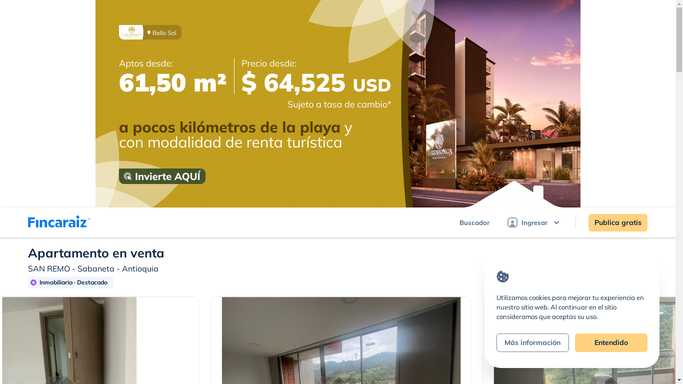 Bello Sol
Aptos desde:
61,50 m²
Precio desde:
$ 64,525 USD
Sujeto a tasa de cambio*
a pocos kilómetros de la playa y
con modalidad de renta turística
Invierte AQUÍ
Fincaraiz
Buscador
Ingresar
Publica gratis
Apartamento en venta
SAN REMO - Sabaneta - Antioquia
Inmobiliaria · Destacado
Utilizamos cookies para mejorar tu experiencia en
nuestro sitio web. Al continuar en el sitio
consideramos que aceptas su uso.
Más información
Entendido